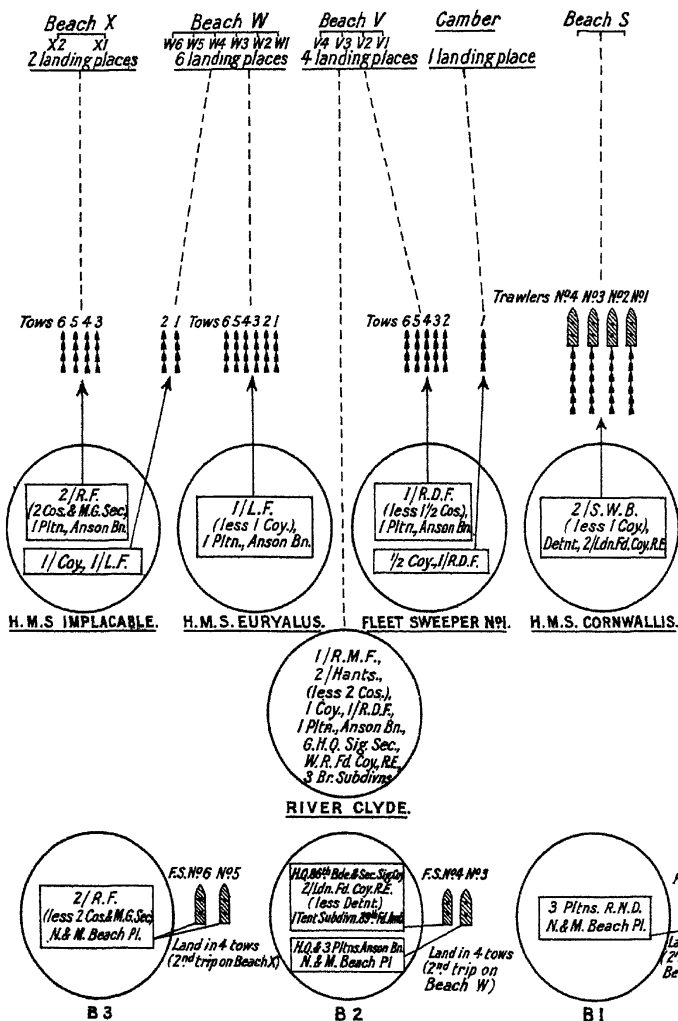 Beach X
X2 X1
2 landing places
Beach W
W6 W5 W4 W3 W2 W1
6 landing places
Beach V
V4 V3 V2 V1
4 landing places
Camber
1 landing place
Beach S
Tows 6 5 4 3
2 1
Tows 6 5 4 3 2 1
Tows 6 5 4 3 2
1
Trawlers Nº4 Nº3 Nº2 Nº1
2/R.F.
(2 Cos. & M.G. Sec)
1 Pltn, Anson Bn.
1/ Coy, 1/L.F.
H.M.S IMPLACABLE.
1/L.F.
(less 1 Coy.),
1 Pltn., Anson Bn.
H.M.S. EURYALUS.
1/R.D.F.
(less 1½ Cos.),
1 Pltn, Anson Bn.
½ Coy., 1/R.D.F.
FLEET SWEEPER Nº1.
2/S.W.B.
(less 1 Coy),
Detnt, 2/Ldn. Fd. Coy. R.E
H.M.S. CORNWALLIS.
1/R.M.F.,
2/Hants.,
(less 2 Cos.),
1 Coy., 1/R.D.F.,
1 Pltn., Anson Bn.,
G.H.Q. Sig. Sec.,
W.R. Fd. Coy., R.E.,
3 Br. Subdivns
RIVER CLYDE.
2/R.F.
(less 2 Cos & M.G. Sec)
N. & M. Beach Pl.
F.S. Nº6 Nº5
Land in 4 tows
(2nd trip on Beach X)
B 3
H.Q. 86th Bde. & Sec. Sig. Coy
2/Ldn. Fd. Coy. R.E.
(less Detnt.)
1 Tent Subdivn. 89th Fd. Amb.
H.Q. & 3 Pltns. Anson Bn.
N. & M. Beach Pl
F.S. Nº4 Nº3
Land in 4 tows
(2nd trip on
Beach W)
B 2
3 Pltns. R.N.D.
N. & M. Beach Pl.
B 1